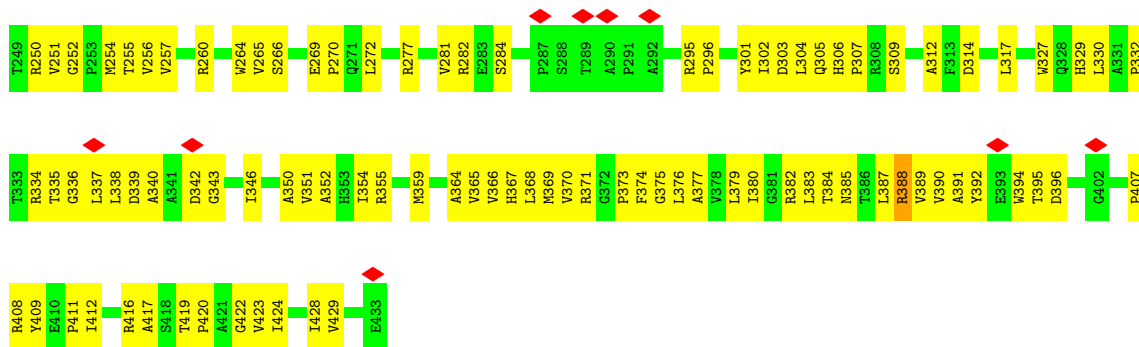 T249 R250 V251 G252 P253 M254 T255 V256 V257 R260 W264 V265 S266 E269 P270 Q271 L272 R277 V281 R282 E283 S284 P287 S288 T289 A290 P291 A292 R295 P296 Y301 I302 D303 L304 Q305 H306 P307 R308 S309 A312 F313 D314 L317 W327 Q328 H329 L330 A331 P332
T333 R334 T335 G336 L337 L338 D339 A340 A341 D342 G343 I346 A350 V351 A352 H353 I354 R355 M359 A364 V365 V366 H367 L368 M369 V370 R371 G372 P373 F374 G375 L376 A377 V378 L379 I380 G381 R382 L383 T384 N385 T386 L387 R388 V389 V390 A391 Y392 E393 W394 T395 D396 G402 P407
R408 Y409 E410 P411 I412 R416 A417 S418 T419 P420 A421 G422 V423 I424 I428 V429 E433